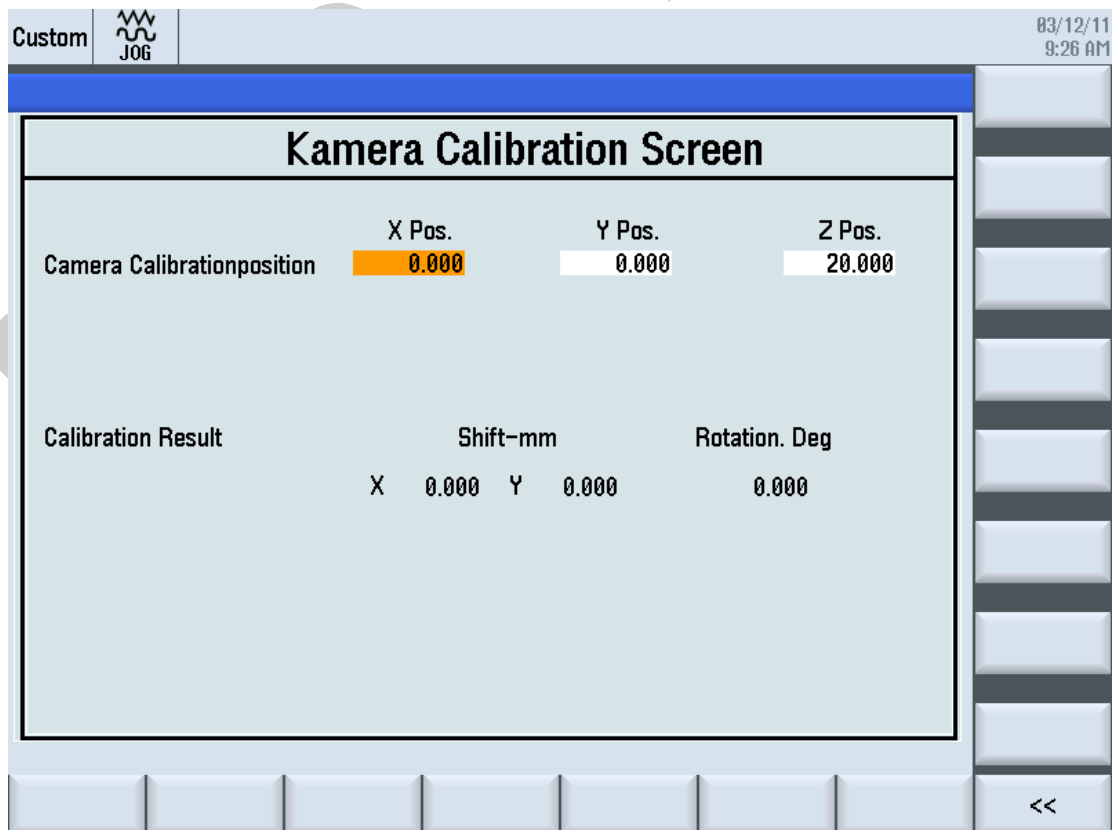 Custom JOG 03/12/11
9:26 AM
Kamera Calibration Screen
X Pos. Y Pos. Z Pos.
Camera Calibrationposition 0.000 0.000 20.000
Calibration Result Shift-mm Rotation. Deg
X 0.000 Y 0.000 0.000
<<